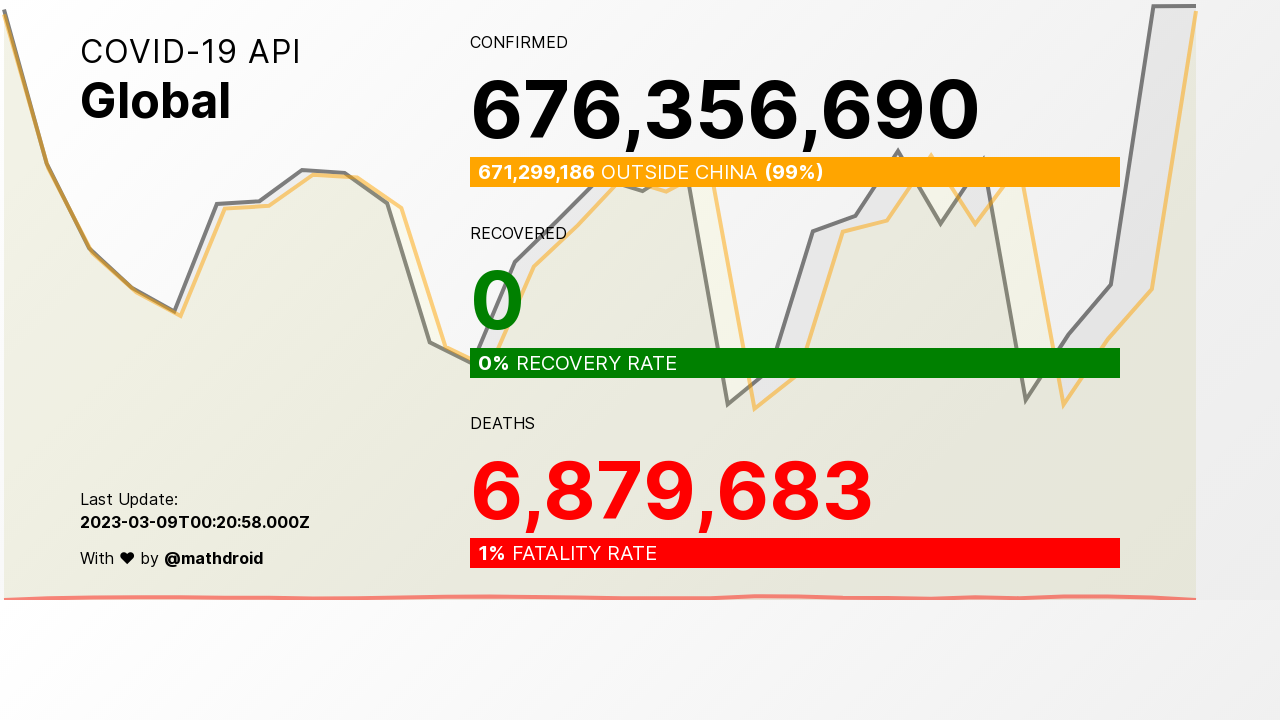 COVID-19 API
Global
CONFIRMED
676,356,690
671,299,186 OUTSIDE CHINA (99%)
RECOVERED
0
0% RECOVERY RATE
DEATHS
6,879,683
1% FATALITY RATE
Last Update:
2023-03-09T00:20:58.000Z
With ♥ by @mathdroid